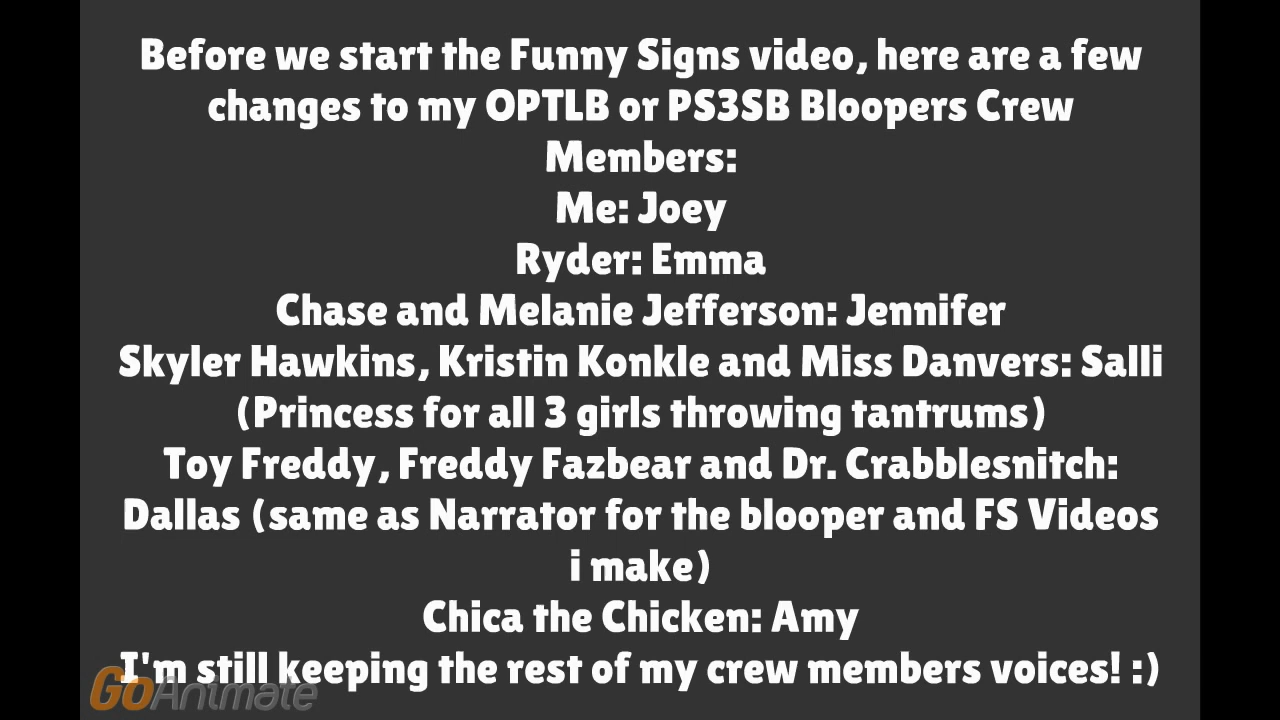 Before we start the Funny Signs video, here are a few
changes to my OPTLB or PS3SB Bloopers Crew
Members:
Me: Joey
Ryder: Emma
Chase and Melanie Jefferson: Jennifer
Skyler Hawkins, Kristin Konkle and Miss Danvers: Salli
(Princess for all 3 girls throwing tantrums)
Toy Freddy, Freddy Fazbear and Dr. Crabblesnitch:
Dallas (same as Narrator for the blooper and FS Videos
i make)
Chica the Chicken: Amy
I'm still keeping the rest of my crew members voices! :)
GoAnimate